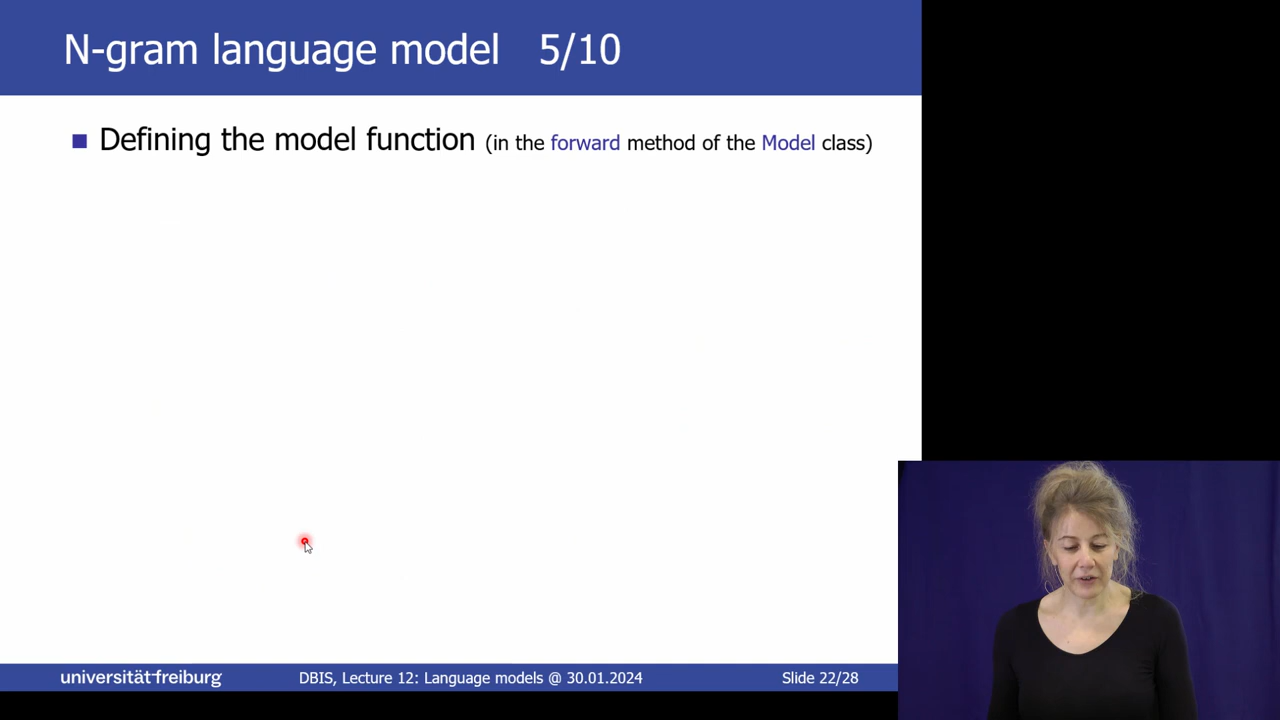 N-gram language model 5/10
Defining the model function (in the forward method of the Model class)
universität freiburg DBIS, Lecture 12: Language models @ 30.01.2024 Slide 22/28